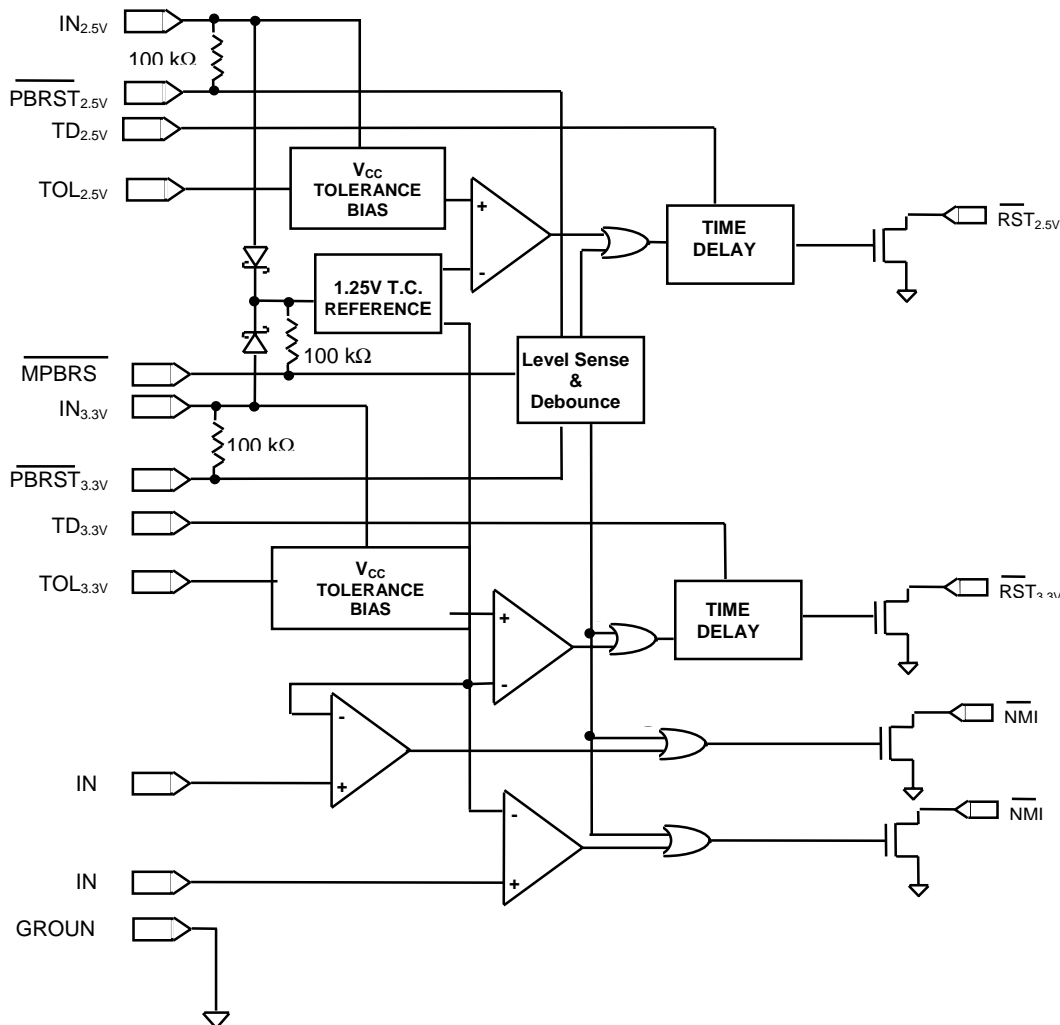 IN2.5V
100 kΩ
PBRST2.5V
TD2.5V
TOL2.5V
VCC
TOLERANCE
BIAS
+
-
TIME
DELAY
RST2.5V
1.25V T.C.
REFERENCE
100 kΩ
MPBRS
Level Sense
&
Debounce
IN3.3V
100 kΩ
PBRST3.3V
TD3.3V
TOL3.3V
VCC
TOLERANCE
BIAS
+
-
TIME
DELAY
RST3.3V
-
+
NMI
IN
-
+
NMI
IN
GROUN